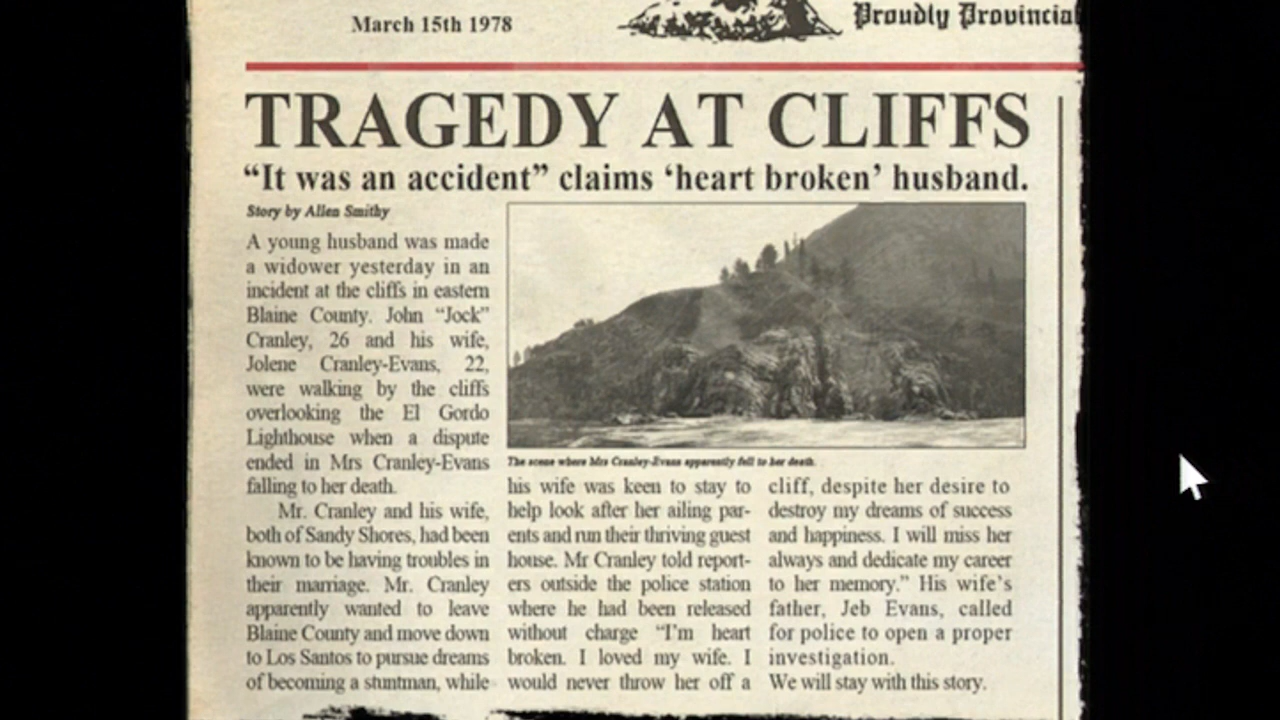 March 15th 1978
Proudly Provincial
TRAGEDY AT CLIFFS
“It was an accident” claims ‘heart broken’ husband.
Story by Allen Smithy
A young husband was made
a widower yesterday in an
incident at the cliffs in eastern
Blaine County. John “Jock”
Cranley, 26 and his wife,
Jolene Cranley-Evans, 22,
were walking by the cliffs
overlooking the El Gordo
Lighthouse when a dispute
ended in Mrs Cranley-Evans
falling to her death.
Mr. Cranley and his wife,
both of Sandy Shores, had been
known to be having troubles in
their marriage. Mr. Cranley
apparently wanted to leave
Blaine County and move down
to Los Santos to pursue dreams
of becoming a stuntman, while
The scene where Mrs Cranley-Evans apparently fell to her death.
his wife was keen to stay to
help look after her ailing par-
ents and run their thriving guest
house. Mr Cranley told report-
ers outside the police station
where he had been released
without charge “I’m heart
broken. I loved my wife. I
would never throw her off a
cliff, despite her desire to
destroy my dreams of success
and happiness. I will miss her
always and dedicate my career
to her memory.” His wife’s
father, Jeb Evans, called
for police to open a proper
investigation.
We will stay with this story.